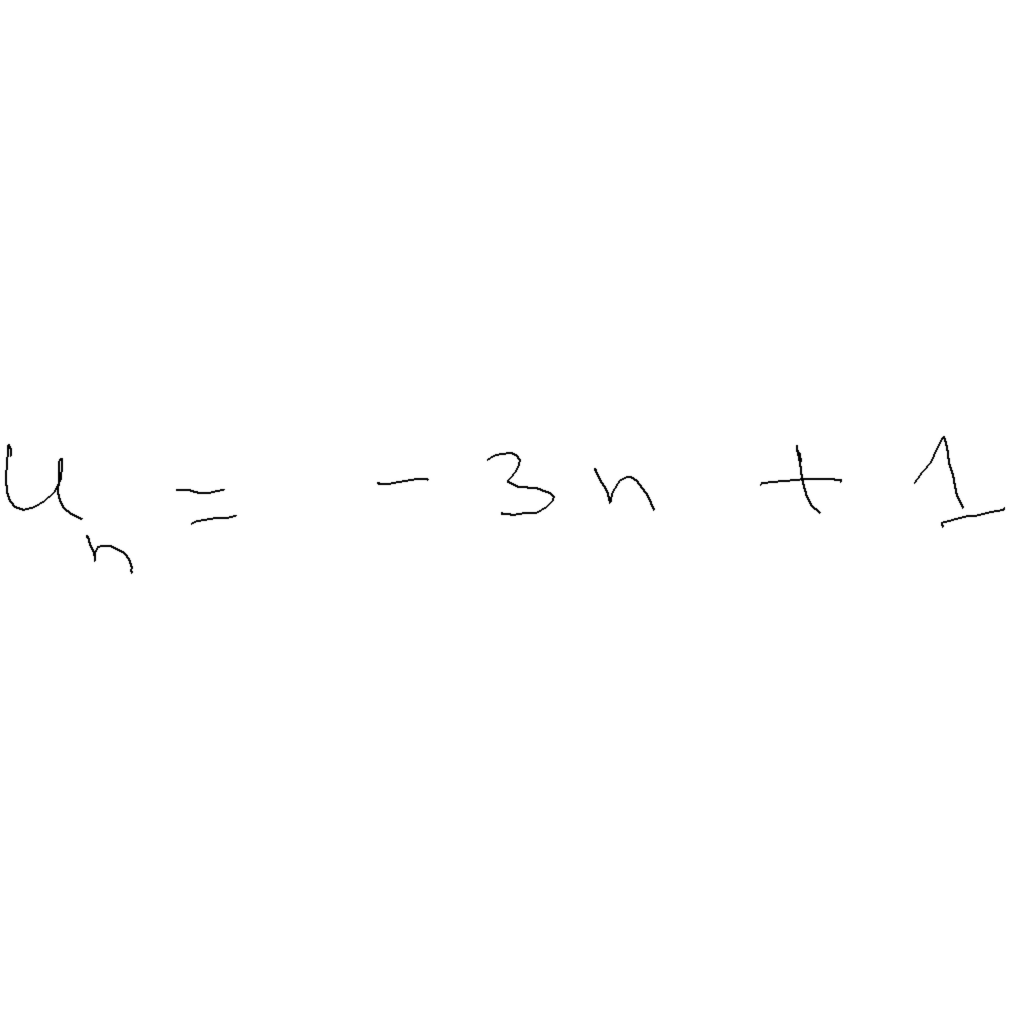 u_n = - 3n + 1